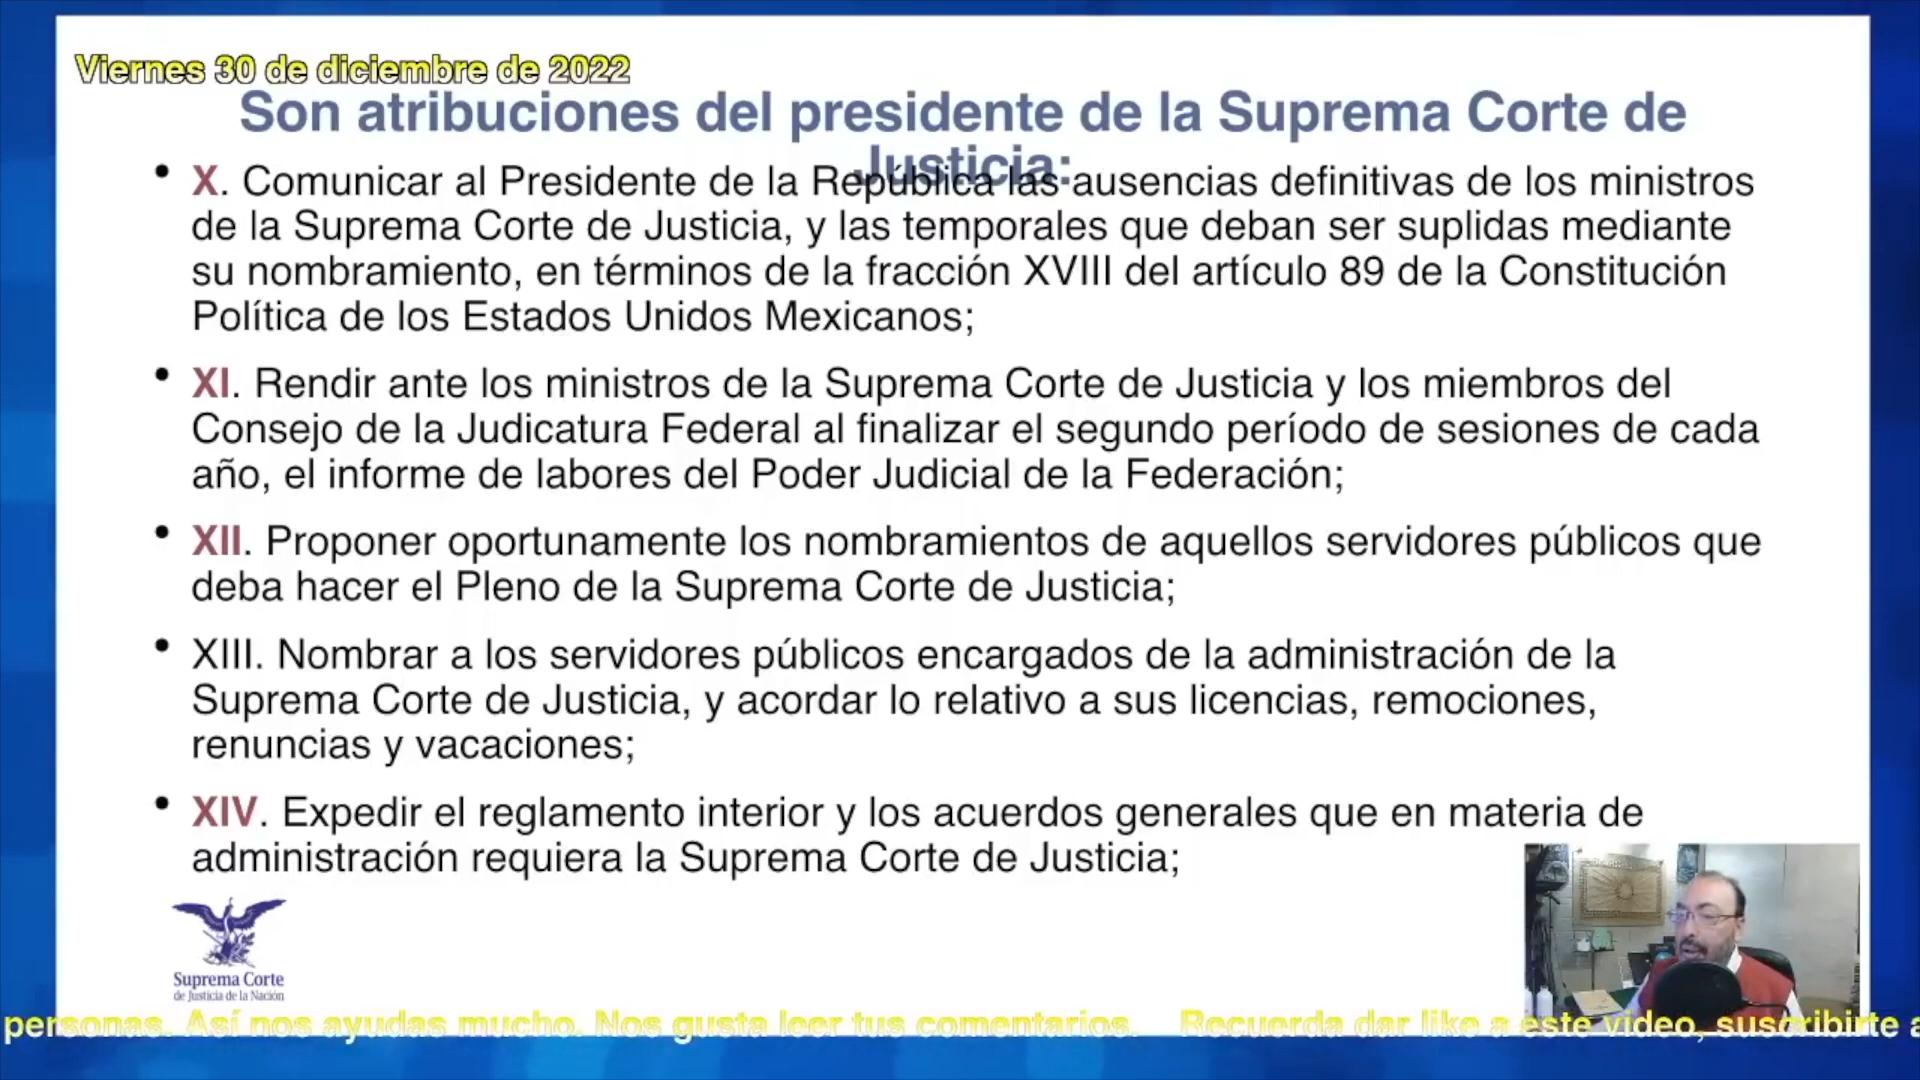 Viernes 30 de diciembre de 2022
Son atribuciones del presidente de la Suprema Corte de
Justicia:
• X. Comunicar al Presidente de la República las ausencias definitivas de los ministros
de la Suprema Corte de Justicia, y las temporales que deban ser suplidas mediante
su nombramiento, en términos de la fracción XVIII del artículo 89 de la Constitución
Política de los Estados Unidos Mexicanos;
• XI. Rendir ante los ministros de la Suprema Corte de Justicia y los miembros del
Consejo de la Judicatura Federal al finalizar el segundo período de sesiones de cada
año, el informe de labores del Poder Judicial de la Federación;
• XII. Proponer oportunamente los nombramientos de aquellos servidores públicos que
deba hacer el Pleno de la Suprema Corte de Justicia;
• XIII. Nombrar a los servidores públicos encargados de la administración de la
Suprema Corte de Justicia, y acordar lo relativo a sus licencias, remociones,
renuncias y vacaciones;
• XIV. Expedir el reglamento interior y los acuerdos generales que en materia de
administración requiera la Suprema Corte de Justicia;
Suprema Corte
de Justicia de la Nación
personas. Así nos ayudas mucho. Nos gusta leer tus comentarios. Recuerda dar like a este video, suscribirte a